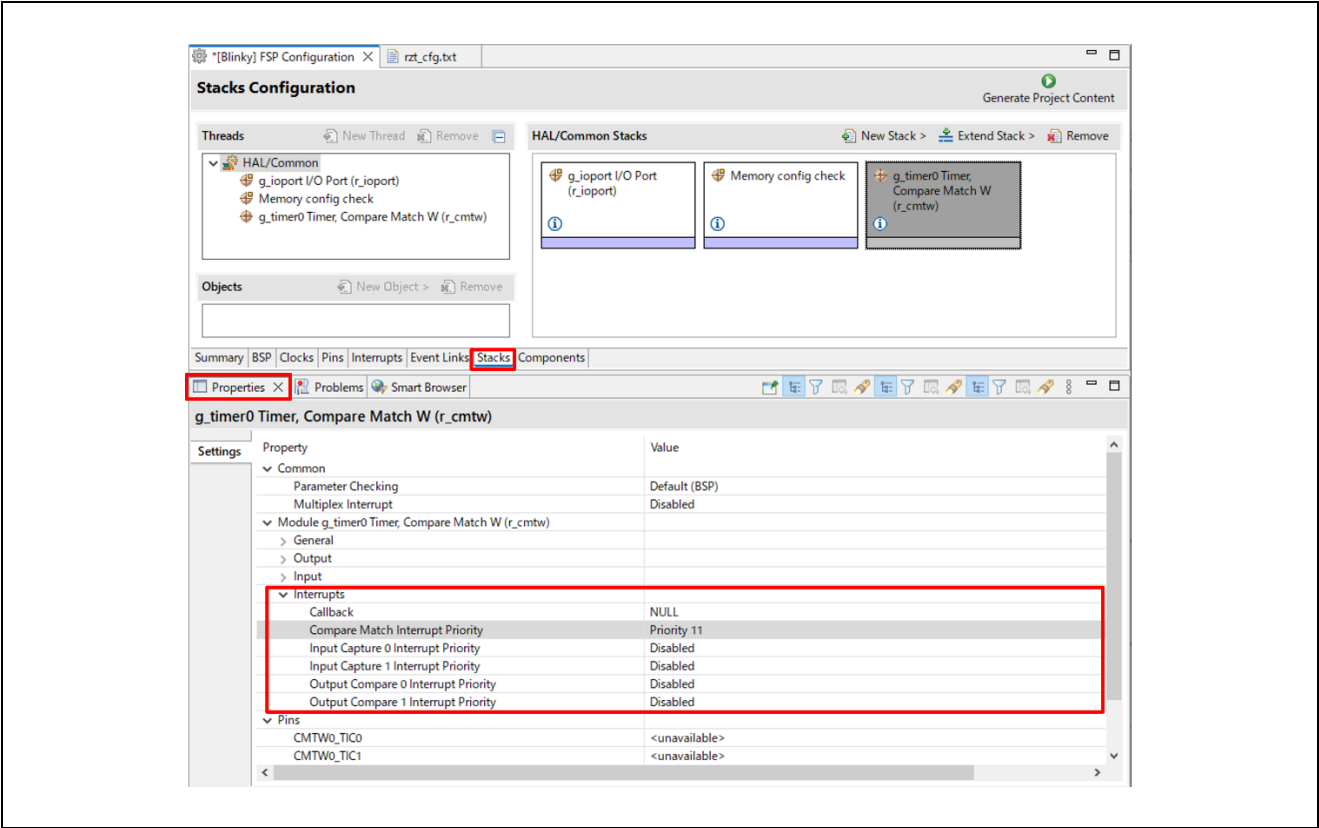 *[Blinky] FSP Configuration
rzt_cfg.txt
Stacks Configuration
Generate Project Content
Threads
New Thread
Remove
HAL/Common Stacks
New Stack >
Extend Stack >
Remove
HAL/Common
g_ioport I/O Port (r_ioport)
Memory config check
g_timer0 Timer, Compare Match W (r_cmtw)
g_ioport I/O Port
(r_ioport)
Memory config check
g_timer0 Timer,
Compare Match W
(r_cmtw)
Objects
New Object >
Remove
Summary BSP Clocks Pins Interrupts Event Links Stacks Components
Properties
Problems
Smart Browser
g_timer0 Timer, Compare Match W (r_cmtw)
Settings
Property Value
Common
Parameter Checking Default (BSP)
Multiplex Interrupt Disabled
Module g_timer0 Timer, Compare Match W (r_cmtw)
General
Output
Input
Interrupts
Callback NULL
Compare Match Interrupt Priority Priority 11
Input Capture 0 Interrupt Priority Disabled
Input Capture 1 Interrupt Priority Disabled
Output Compare 0 Interrupt Priority Disabled
Output Compare 1 Interrupt Priority Disabled
Pins
CMTW0_TIC0 <unavailable>
CMTW0_TIC1 <unavailable>